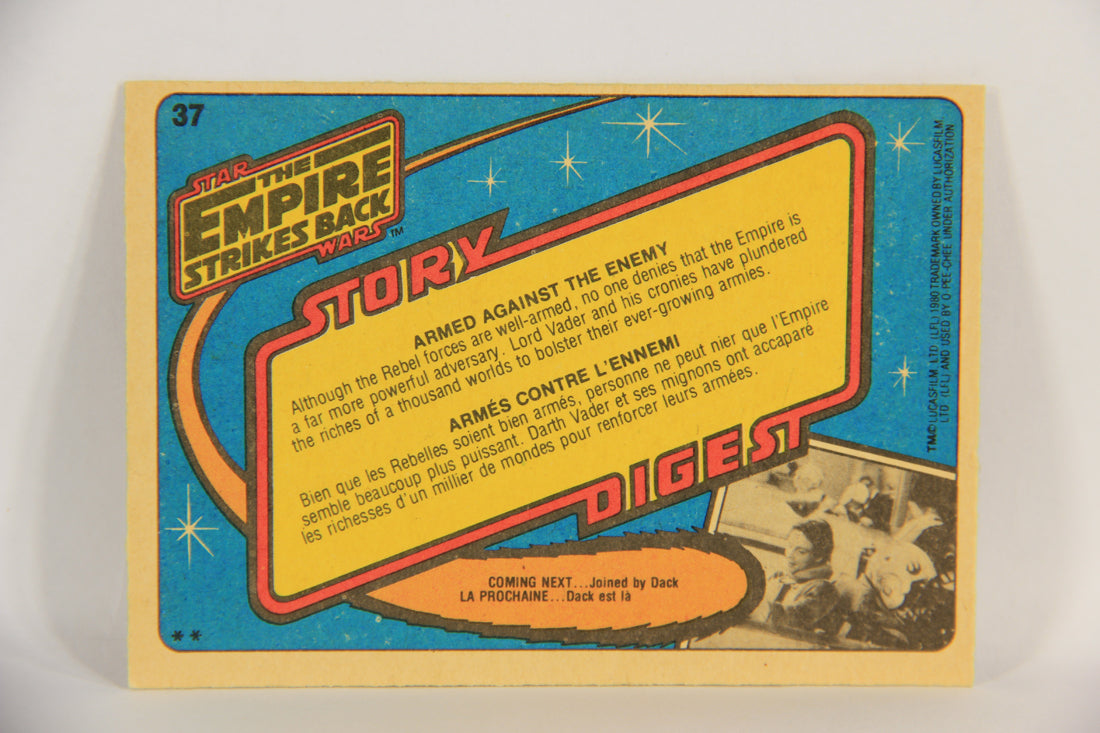 37
STAR
THE
EMPIRE
STRIKES BACK
WARS™
STORY
ARMED AGAINST THE ENEMY
Although the Rebel forces are well-armed, no one denies that the Empire is
a far more powerful adversary. Lord Vader and his cronies have plundered
the riches of a thousand worlds to bolster their ever-growing armies.
ARMÉS CONTRE L'ENNEMI
Bien que les Rebelles soient bien armés, personne ne peut nier que l'Empire
semble beaucoup plus puissant. Darth Vader et ses mignons ont accaparé
les richesses d'un millier de mondes pour renforcer leurs armées.
DIGEST
COMING NEXT...Joined by Dack
LA PROCHAINE...Dack est là
**
TM:© LUCASFILM, LTD (LFL) 1980 TRADEMARK OWNED BY LUCASFILM,
LTD (LFL) AND USED BY O PEE-CHEE UNDER AUTHORIZATION